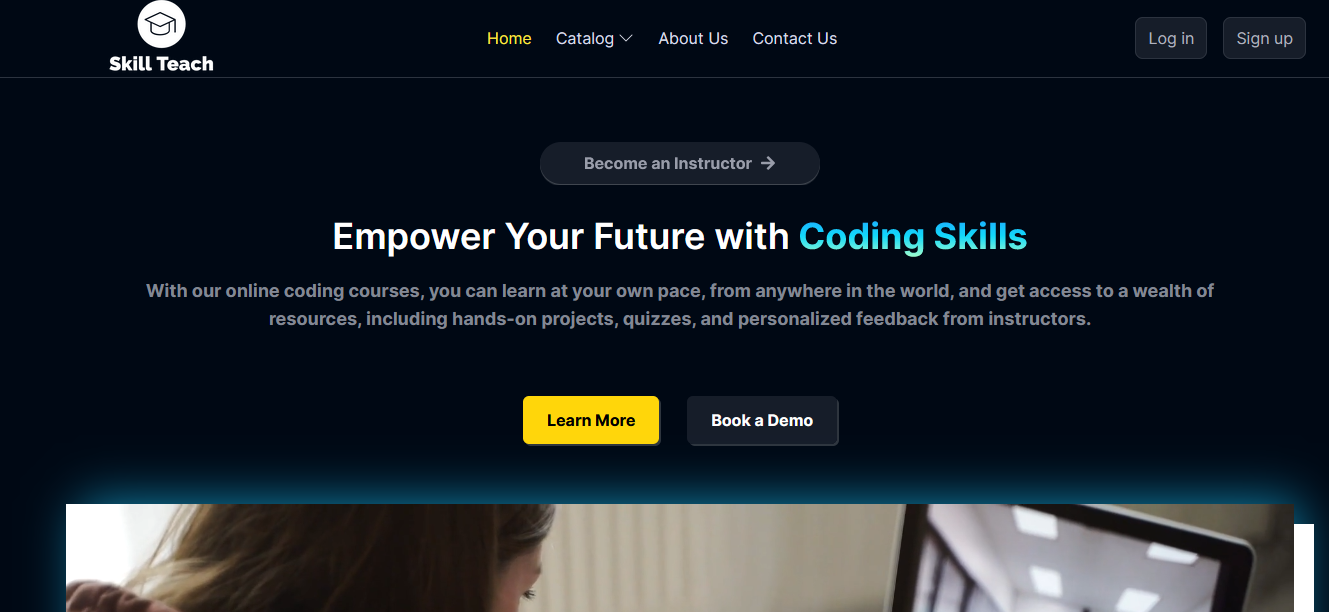 Skill Teach
Home
Catalog
About Us
Contact Us
Log in
Sign up
Become an Instructor →
Empower Your Future with Coding Skills
With our online coding courses, you can learn at your own pace, from anywhere in the world, and get access to a wealth of
resources, including hands-on projects, quizzes, and personalized feedback from instructors.
Learn More
Book a Demo